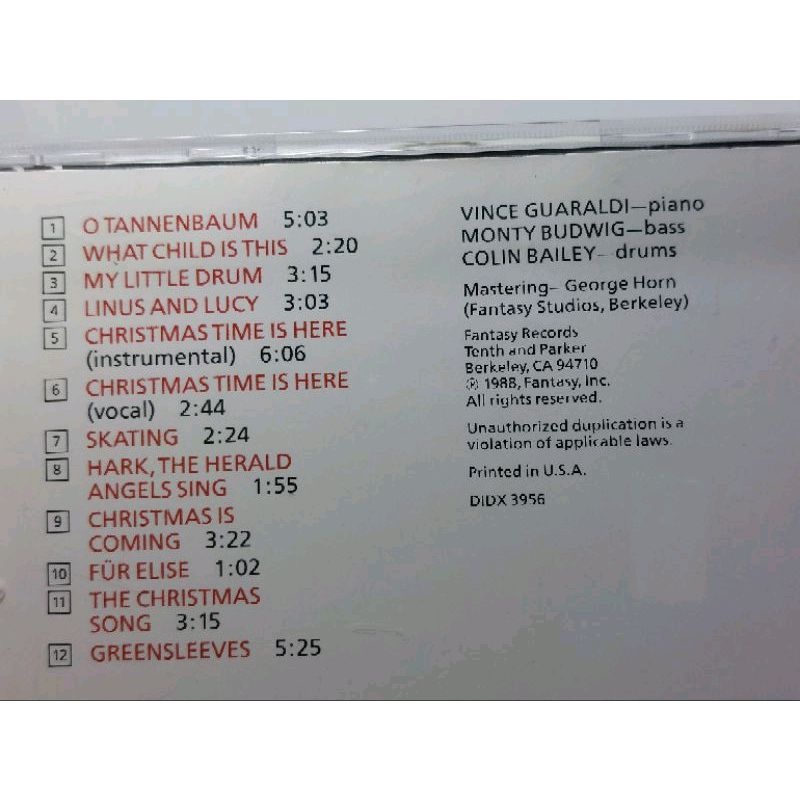 1 O TANNENBAUM 5:03
2 WHAT CHILD IS THIS 2:20
3 MY LITTLE DRUM 3:15
4 LINUS AND LUCY 3:03
5 CHRISTMAS TIME IS HERE
(instrumental) 6:06
6 CHRISTMAS TIME IS HERE
(vocal) 2:44
7 SKATING 2:24
8 HARK, THE HERALD
ANGELS SING 1:55
9 CHRISTMAS IS
COMING 3:22
10 FÜR ELISE 1:02
11 THE CHRISTMAS
SONG 3:15
12 GREENSLEEVES 5:25
VINCE GUARALDI—piano
MONTY BUDWIG—bass
COLIN BAILEY—drums
Mastering—George Horn
(Fantasy Studios, Berkeley)
Fantasy Records
Tenth and Parker
Berkeley, CA 94710
℗ 1988, Fantasy, Inc.
All rights reserved.
Unauthorized duplication is a
violation of applicable laws.
Printed in U.S.A.
DIDX 3956